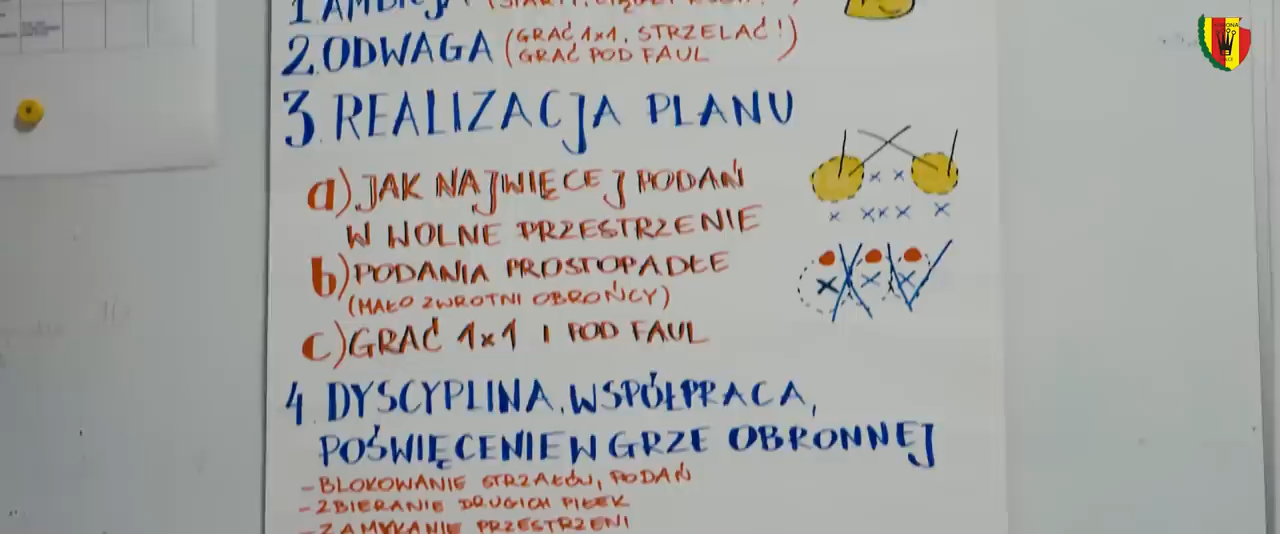 1. AMBICJA
2. ODWAGA (GRAĆ 1x1, STRZELAĆ!)
GRAĆ POD FAUL
3. REALIZACJA PLANU
a) JAK NAJWIĘCEJ PODAŃ
W WOLNE PRZESTRZENIE
b) PODANIA PROSTOPADŁE
(MAŁO ZWROTNI OBROŃCY)
c) GRAĆ 1x1 I POD FAUL
4. DYSCYPLINA, WSPÓŁPRACA,
POŚWIĘCENIE W GRZE OBRONNEJ
- BLOKOWANIE STRZAŁÓW, PODAŃ
- ZBIERANIE DRUGICH PIŁEK
- ZAMYKANIE PRZESTRZENI